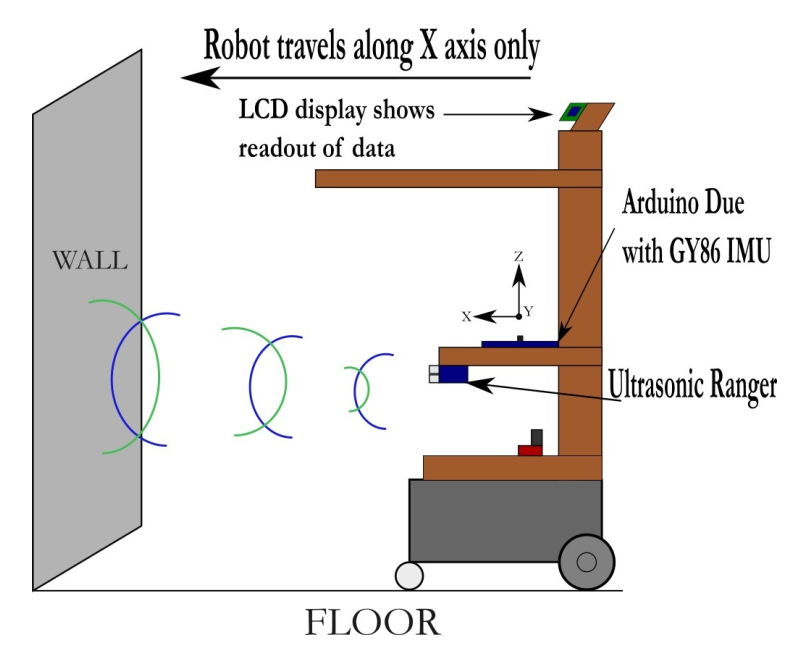 Robot travels along X axis only
LCD display shows
readout of data
Arduino Due
with GY86 IMU
WALL
Z
X
Y
Ultrasonic Ranger
FLOOR